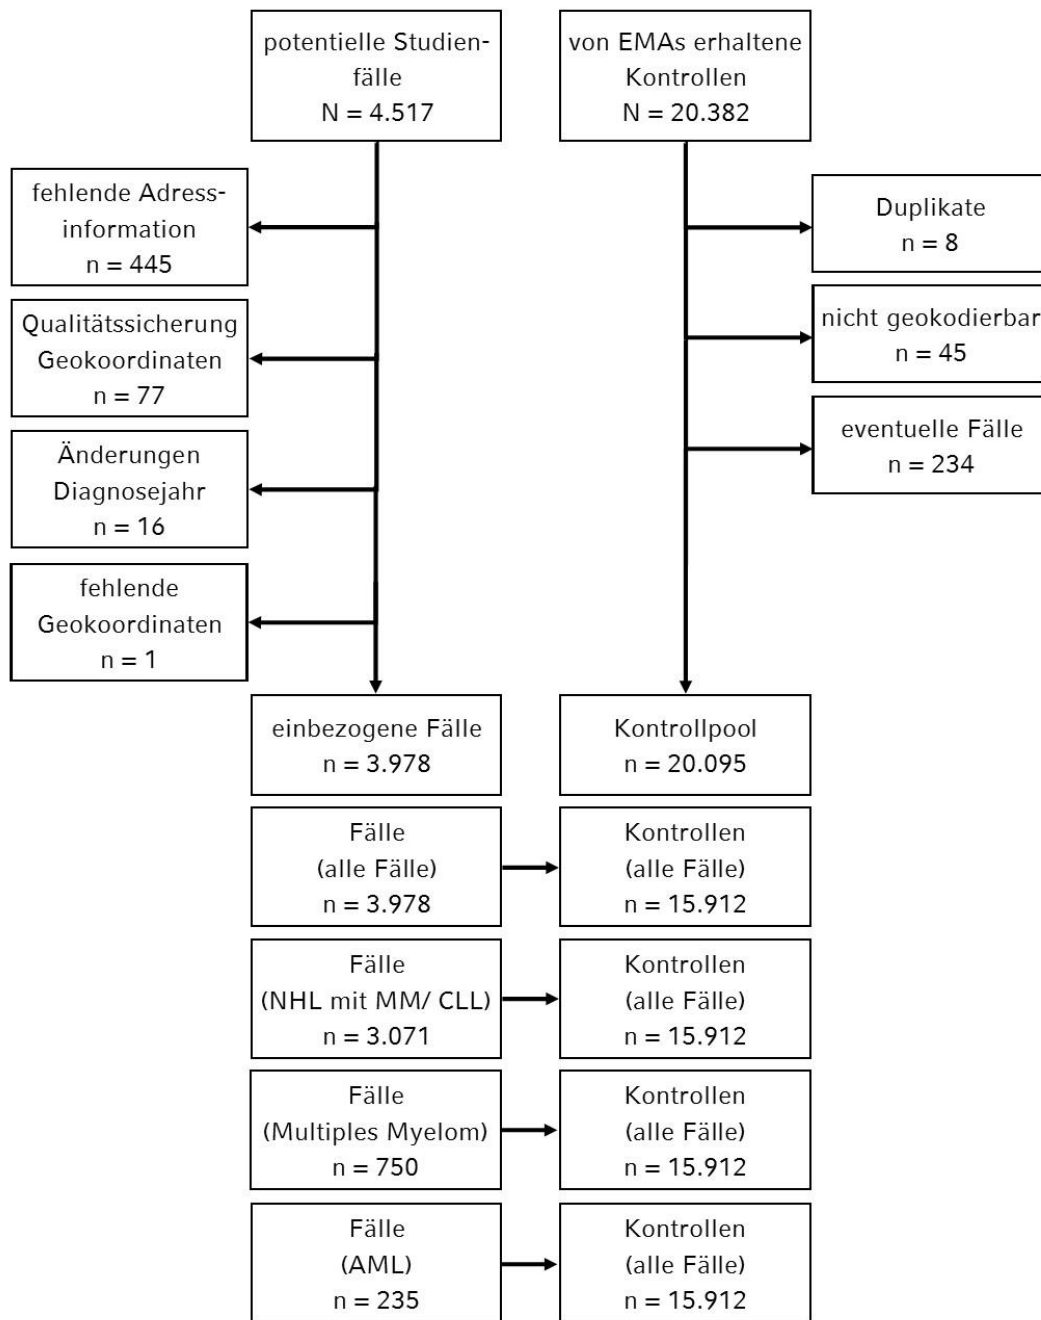 potentielle Studien-
fälle
N = 4.517
von EMAs erhaltene
Kontrollen
N = 20.382
fehlende Adress-
information
n = 445
Qualitätssicherung
Geokoordinaten
n = 77
Änderungen
Diagnosejahr
n = 16
fehlende
Geokoordinaten
n = 1
Duplikate
n = 8
nicht geokodierbar
n = 45
eventuelle Fälle
n = 234
einbezogene Fälle
n = 3.978
Kontrollpool
n = 20.095
Fälle
(alle Fälle)
n = 3.978
Kontrollen
(alle Fälle)
n = 15.912
Fälle
(NHL mit MM/ CLL)
n = 3.071
Kontrollen
(alle Fälle)
n = 15.912
Fälle
(Multiples Myelom)
n = 750
Kontrollen
(alle Fälle)
n = 15.912
Fälle
(AML)
n = 235
Kontrollen
(alle Fälle)
n = 15.912